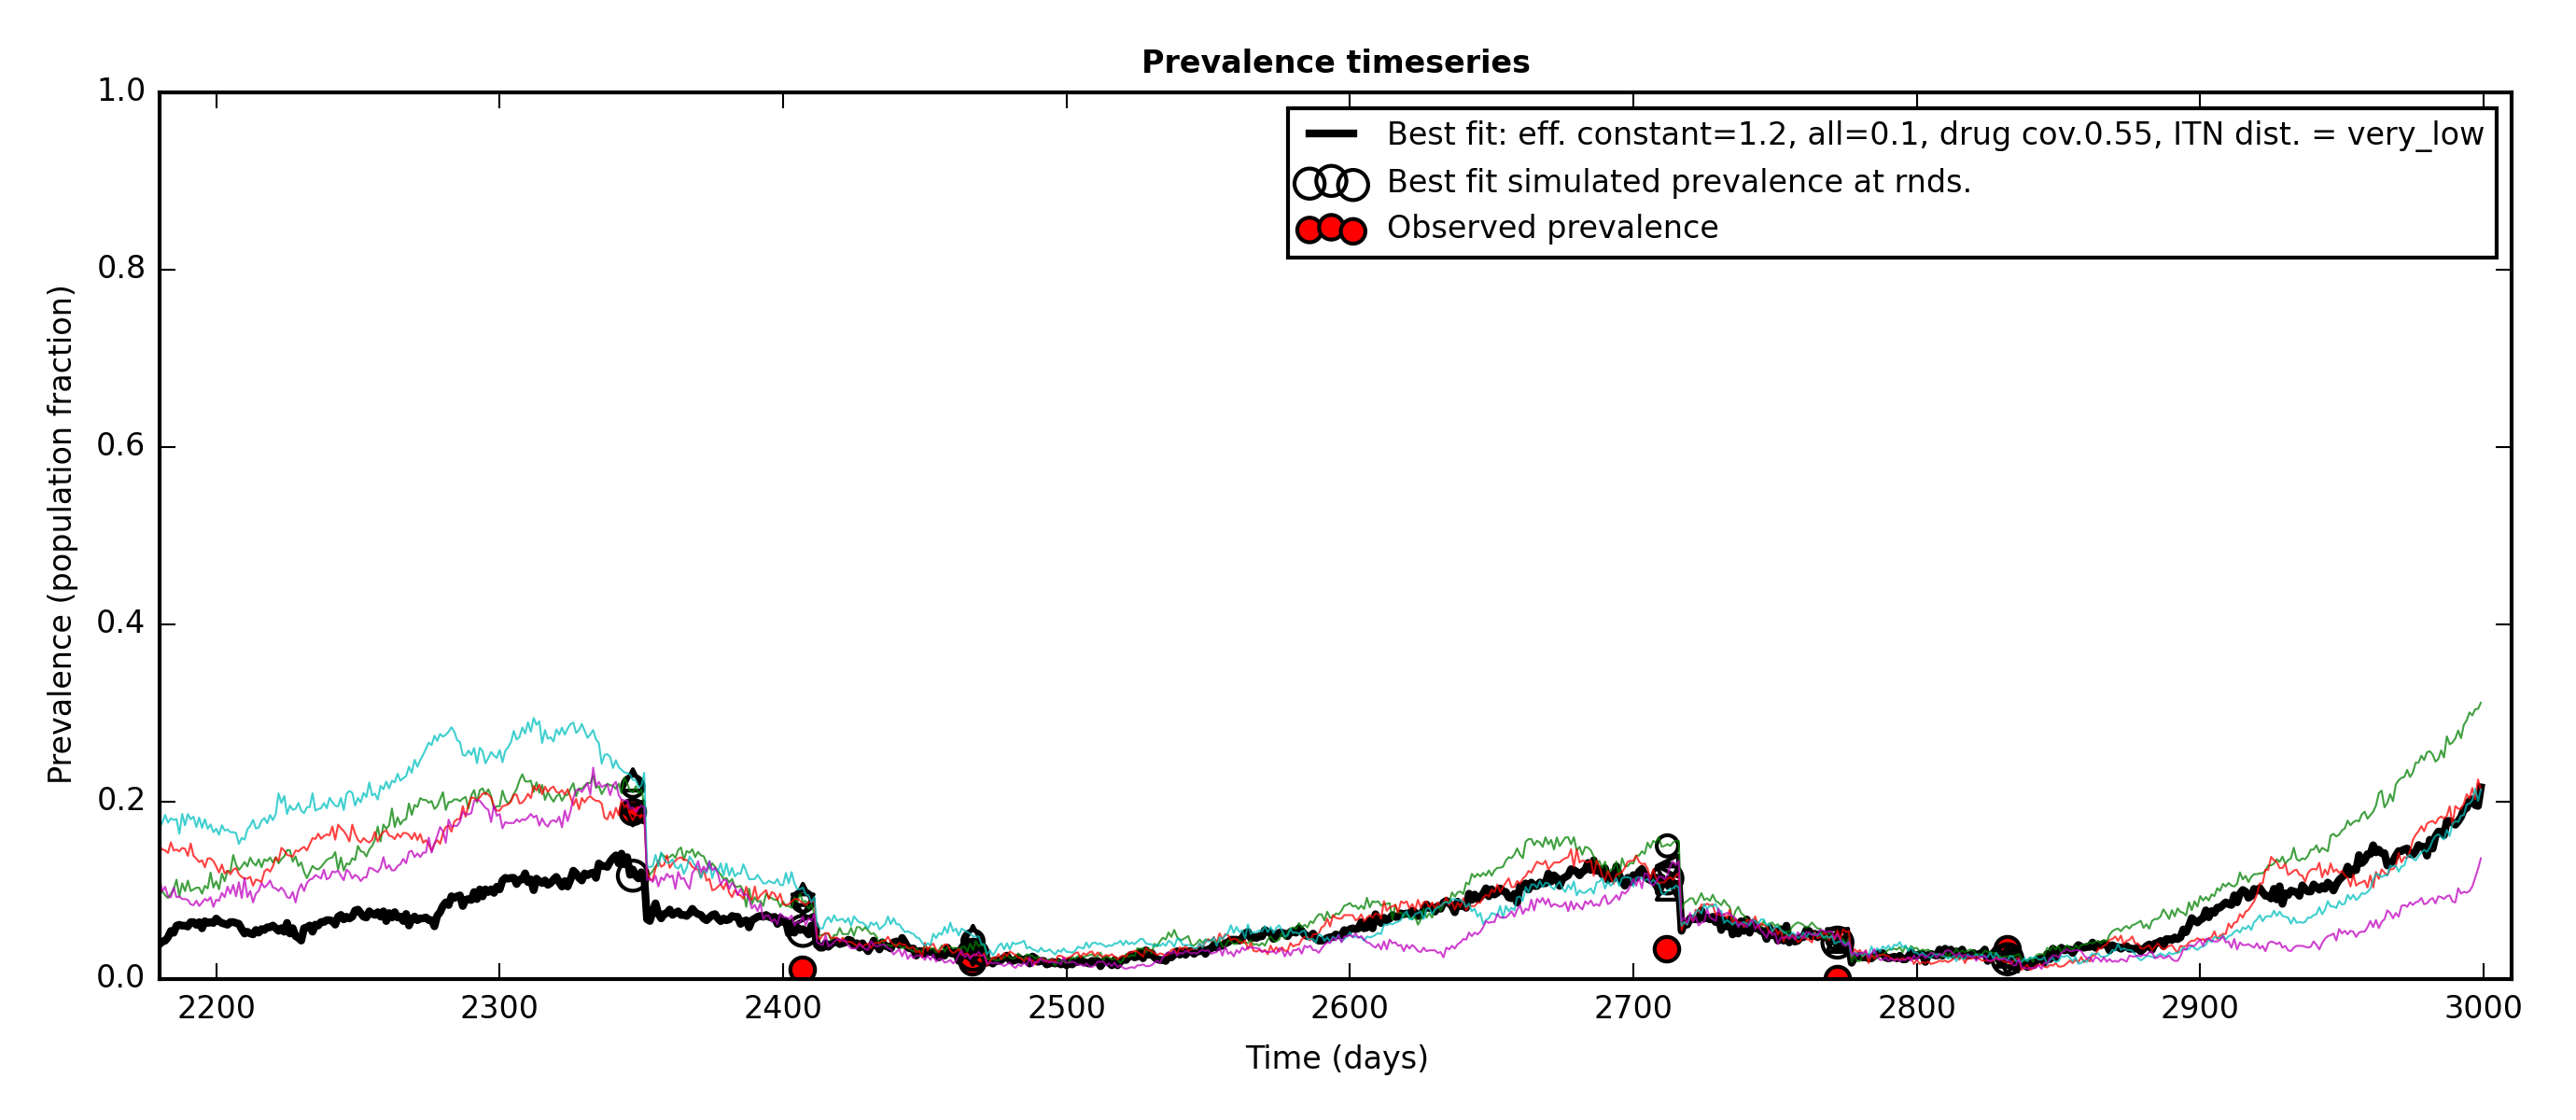 Prevalence timeseries
Best fit: eff. constant=1.2, all=0.1, drug cov.0.55, ITN dist. = very_low
Best fit simulated prevalence at rnds.
Observed prevalence
Prevalence (population fraction)
1.0
0.8
0.6
0.4
0.2
0.0
2200 2300 2400 2500 2600 2700 2800 2900 3000
Time (days)